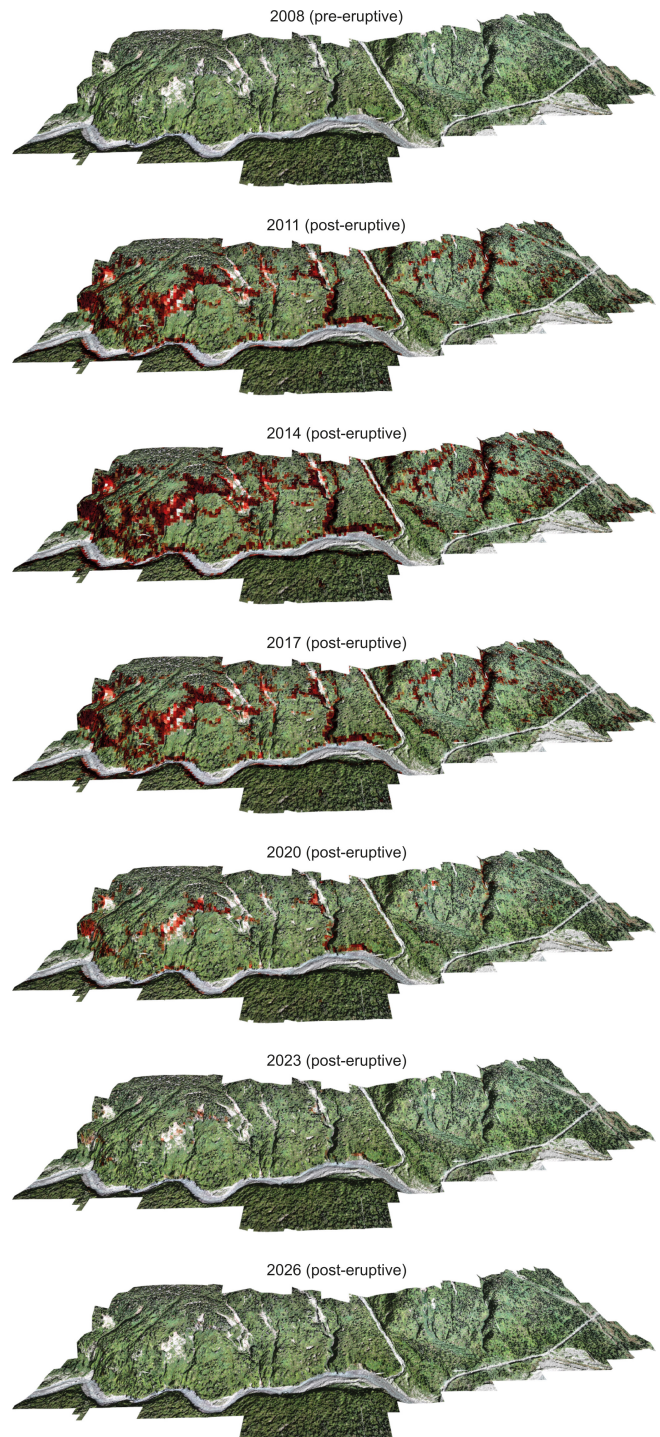 2008 (pre-eruptive)
2011 (post-eruptive)
2014 (post-eruptive)
2017 (post-eruptive)
2020 (post-eruptive)
2023 (post-eruptive)
2026 (post-eruptive)